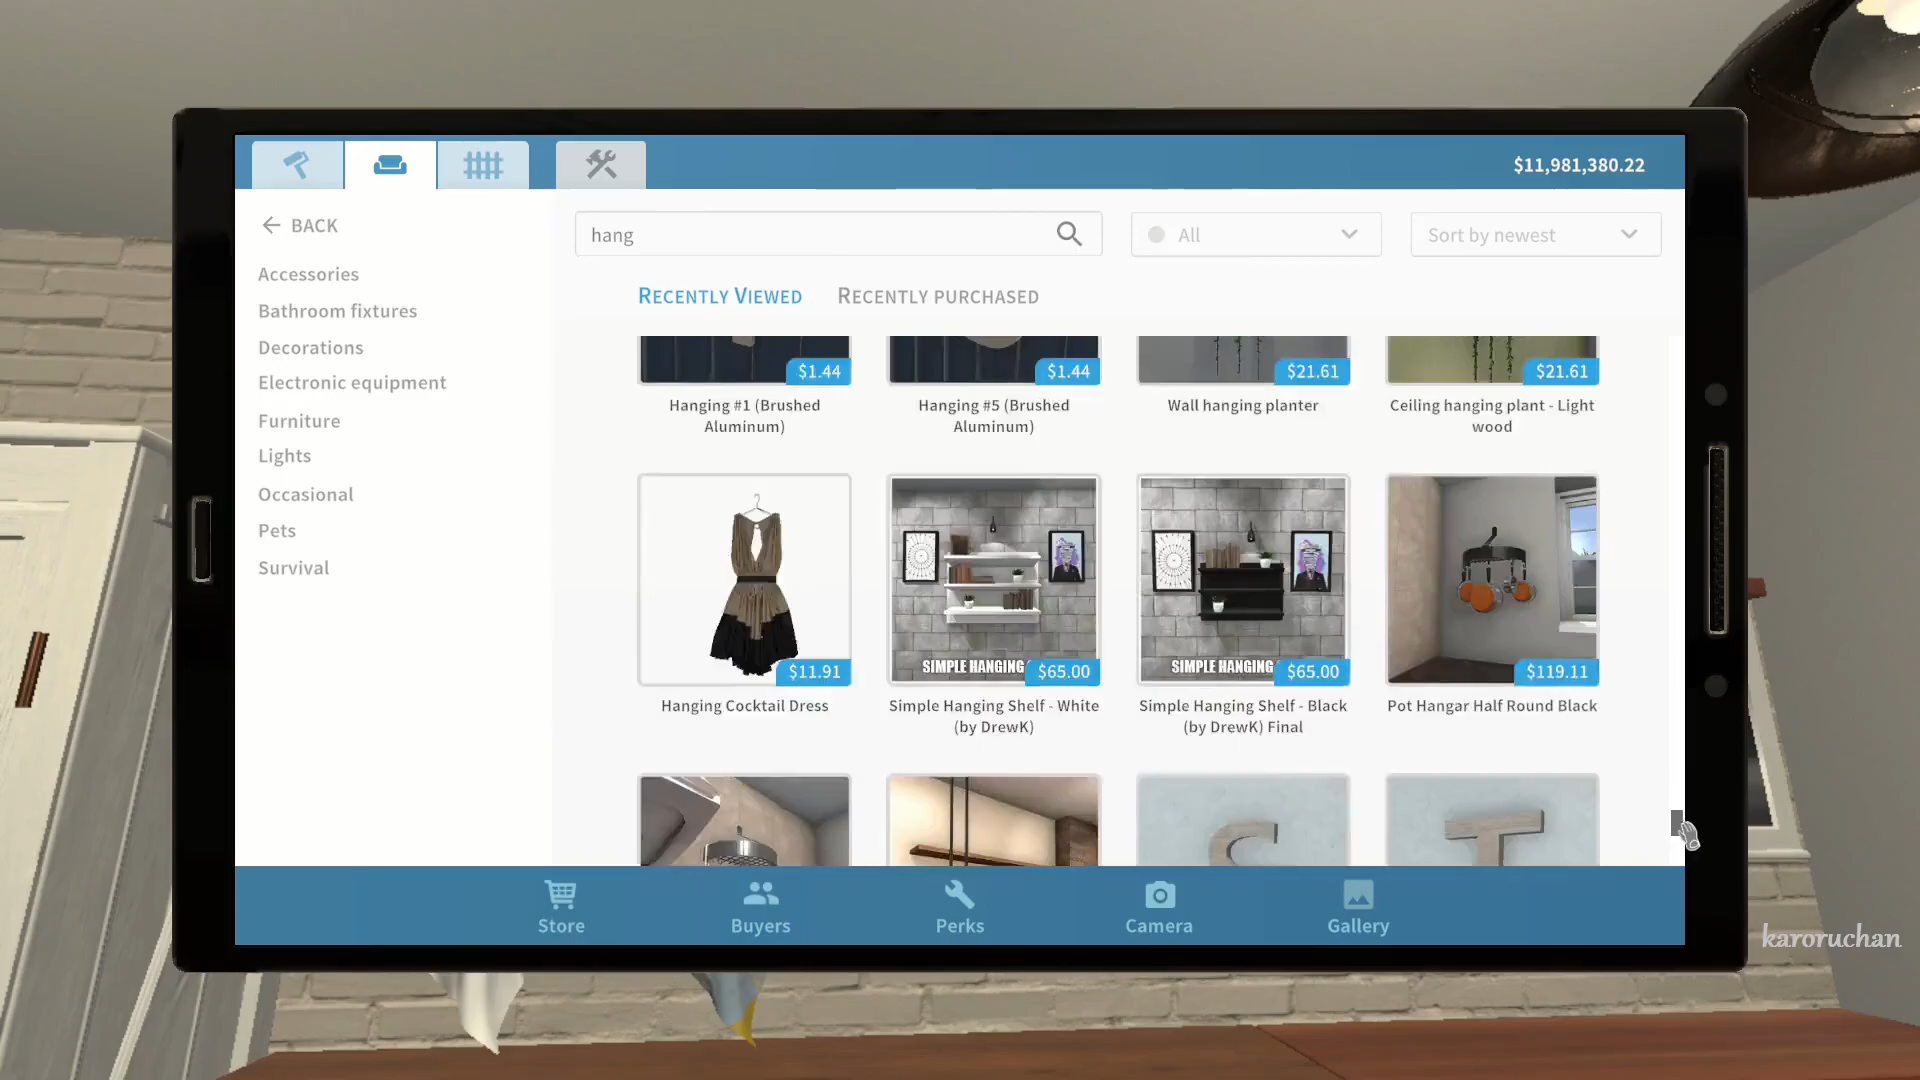 $11,981,380.22
BACK
hang
All
Sort by newest
Accessories
Bathroom fixtures
Decorations
Electronic equipment
Furniture
Lights
Occasional
Pets
Survival
RECENTLY VIEWED
RECENTLY PURCHASED
$1.44
$1.44
$21.61
$21.61
Hanging #1 (Brushed
Aluminum)
Hanging #5 (Brushed
Aluminum)
Wall hanging planter
Ceiling hanging plant - Light
wood
SIMPLE HANGING
SIMPLE HANGING
$11.91
$65.00
$65.00
$119.11
Hanging Cocktail Dress
Simple Hanging Shelf - White
(by DrewK)
Simple Hanging Shelf - Black
(by DrewK) Final
Pot Hangar Half Round Black
Store
Buyers
Perks
Camera
Gallery
karoruchan